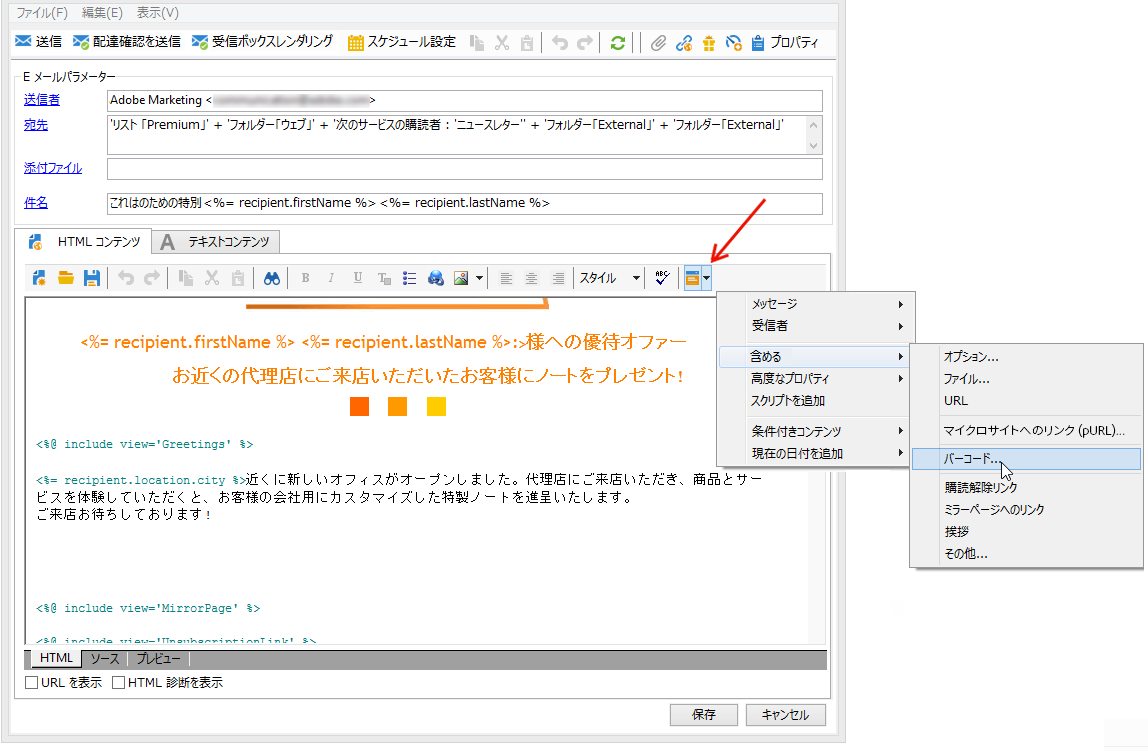 ファイル(F) 編集(E) 表示(V)
送信 配達確認を送信 受信ボックスレンダリング スケジュール設定 プロパティ
E メールパラメーター
送信者 Adobe Marketing < >
宛先 'リスト「Premium」' + 'フォルダー「ウェブ」' + '次のサービスの購読者 : 'ニュースレター'' + 'フォルダー「External」' + 'フォルダー「External」'
添付ファイル
件名 これはのための特別 <%= recipient.firstName %> <%= recipient.lastName %>
HTML コンテンツ A テキストコンテンツ
B I U T スタイル ABC
<%= recipient.firstName %> <%= recipient.lastName %>:>様への優待オファー
お近くの代理店にご来店いただいたお客様にノートをプレゼント!
<%@ include view='Greetings' %>
<%= recipient.location.city %>近くに新しいオフィスがオープンしました。代理店にご来店いただき、商品とサー
ビスを体験していただくと、お客様の会社用にカスタマイズした特製ノートを進呈いたします。
ご来店お待ちしております!
<%@ include view='MirrorPage' %>
<%@ include view='UnsubscriptionLink' %>
HTML ソース プレビュー
URL を表示 HTML 診断を表示
保存 キャンセル
メッセージ
受信者
含める
高度なプロパティ
スクリプトを追加
条件付きコンテンツ
現在の日付を追加
オプション...
ファイル...
URL
マイクロサイトへのリンク (pURL)...
バーコード...
購読解除リンク
ミラーページへのリンク
挨拶
その他...